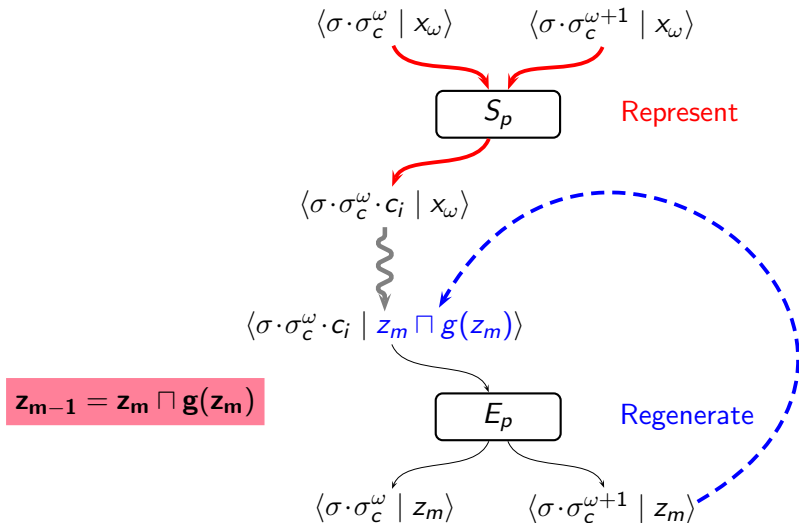 ⟨σ·σ_c^ω | x_ω⟩ ⟨σ·σ_c^{ω+1} | x_ω⟩
S_p Represent
⟨σ·σ_c^ω·c_i | x_ω⟩
⟨σ·σ_c^ω·c_i | z_m ⊓ g(z_m)⟩
z_{m−1} = z_m ⊓ g(z_m)
E_p Regenerate
⟨σ·σ_c^ω | z_m⟩ ⟨σ·σ_c^{ω+1} | z_m⟩